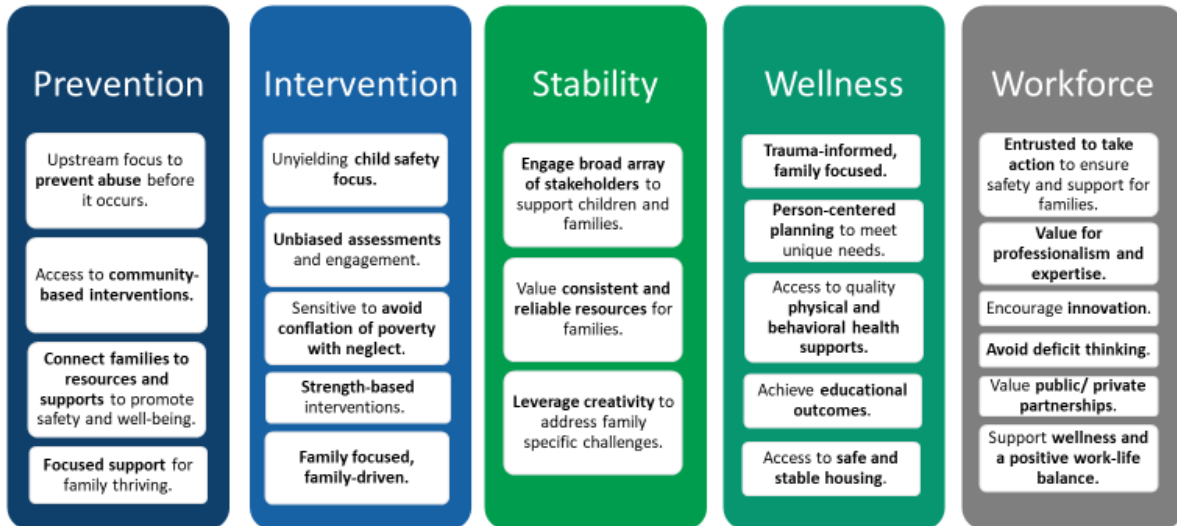 Prevention
Upstream focus to
prevent abuse before
it occurs.
Access to community-
based interventions.
Connect families to
resources and
supports to promote
safety and well-being.
Focused support for
family thriving.
Intervention
Unyielding child safety
focus.
Unbiased assessments
and engagement.
Sensitive to avoid
conflation of poverty
with neglect.
Strength-based
interventions.
Family focused,
family-driven.
Stability
Engage broad array
of stakeholders to
support children and
families.
Value consistent and
reliable resources for
families.
Leverage creativity to
address family
specific challenges.
Wellness
Trauma-informed,
family focused.
Person-centered
planning to meet
unique needs.
Access to quality
physical and
behavioral health
supports.
Achieve educational
outcomes.
Access to safe and
stable housing.
Workforce
Entrusted to take
action to ensure
safety and support for
families.
Value for
professionalism and
expertise.
Encourage innovation.
Avoid deficit thinking.
Value public/ private
partnerships.
Support wellness and
a positive work-life
balance.